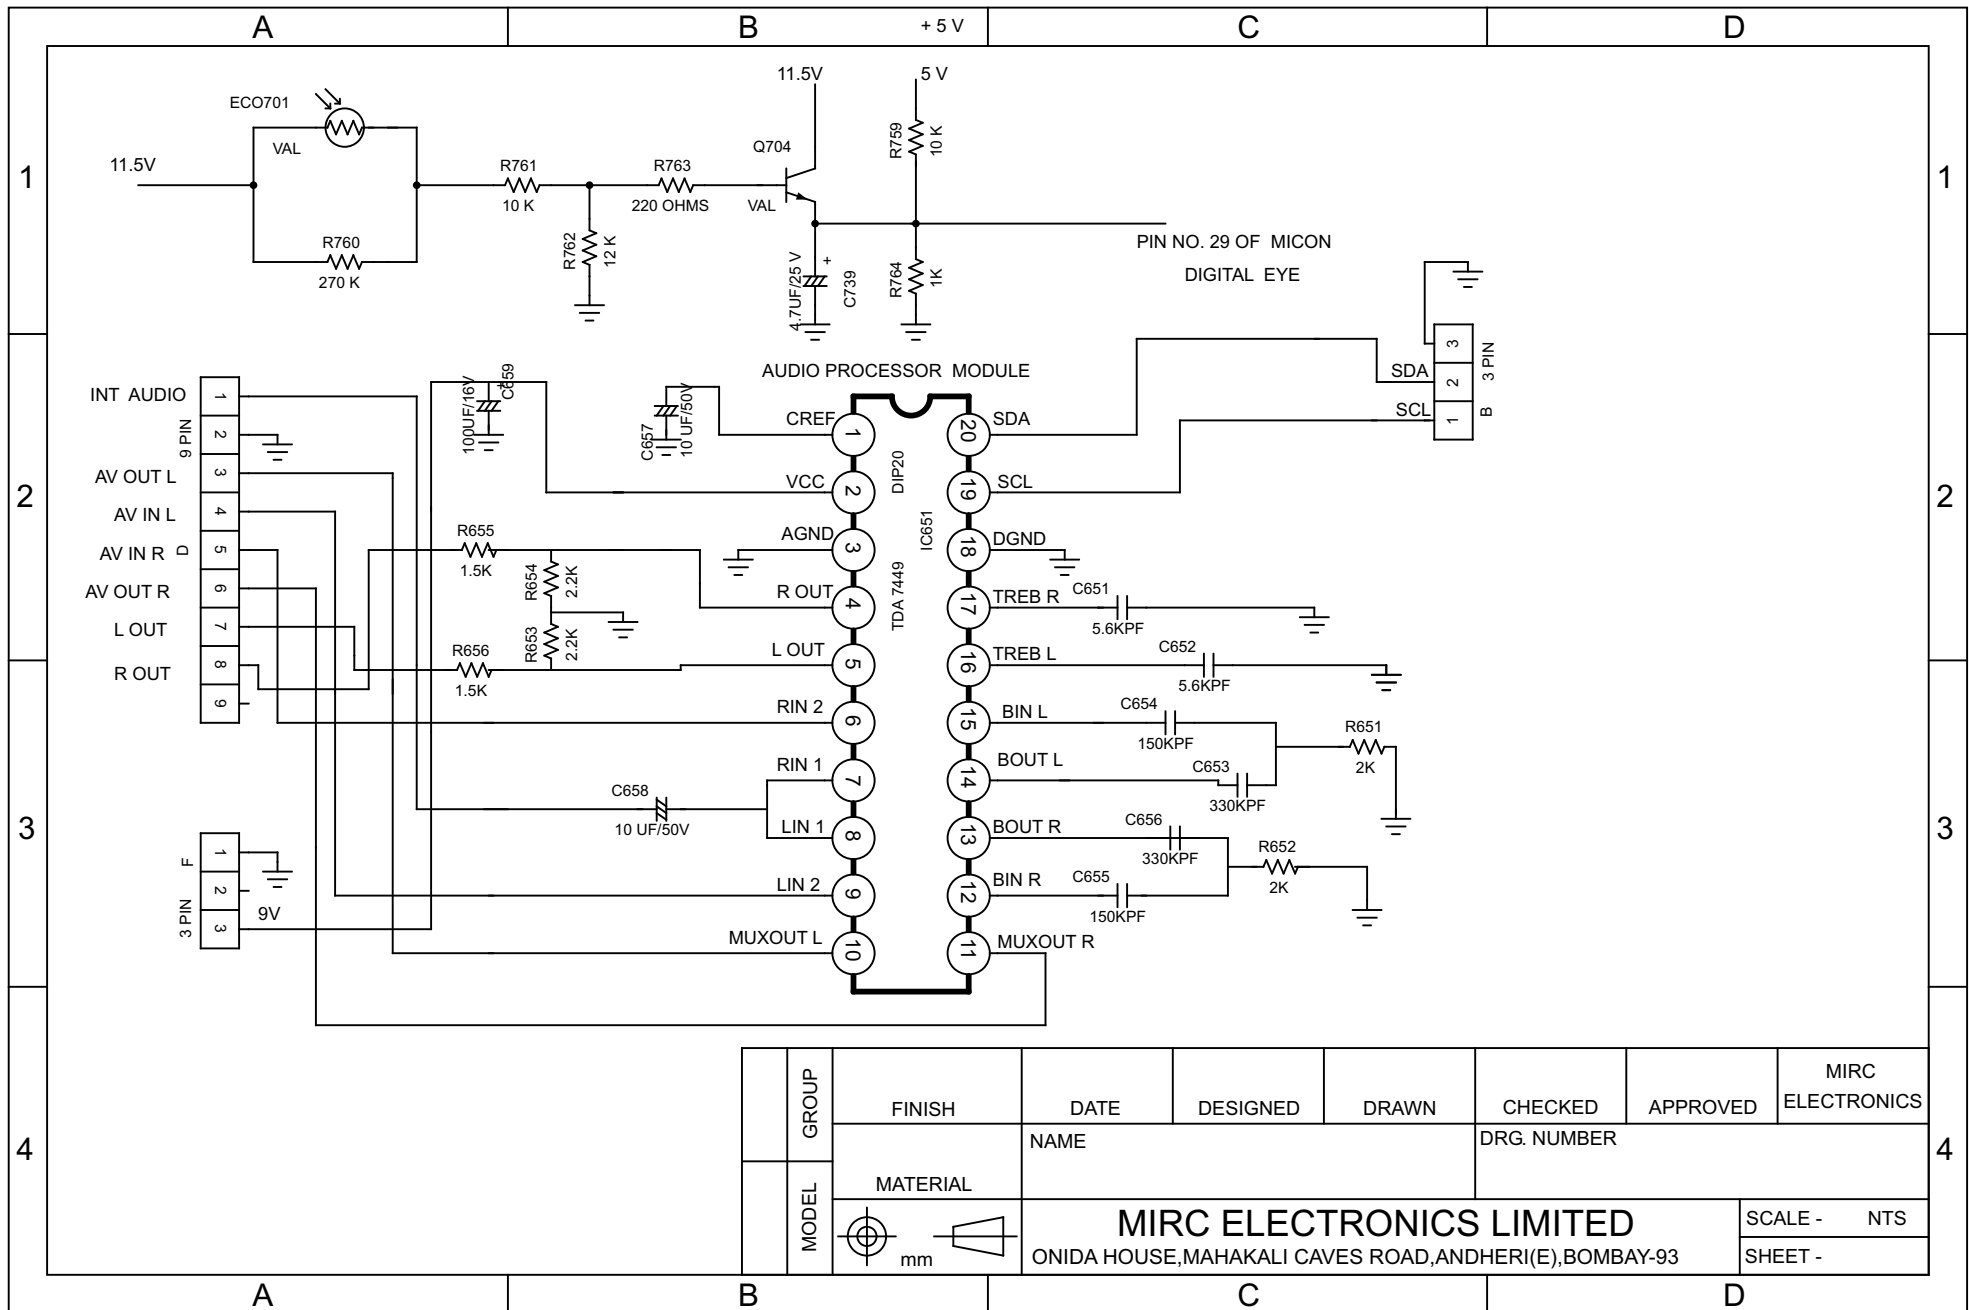 A
B
+ 5 V
C
D
1
1
2
2
3
3
4
4
11.5V
ECO701
VAL
R760
270 K
R761
10 K
R762
12 K
R763
220 OHMS
Q704
VAL
11.5V
5 V
R759
10 K
R764
1K
4.7UF/25 V
+
C739
PIN NO. 29 OF MICON
DIGITAL EYE
3
2
1
3 PIN
B
SDA
SCL
AUDIO PROCESSOR MODULE
INT AUDIO
AV OUT L
AV IN L
AV IN R
AV OUT R
L OUT
R OUT
9 PIN
D
1
2
3
4
5
6
7
8
9
100UF/16V
+
C659
C657
10 UF/50V
R655
1.5K
R654
2.2K
R653
2.2K
R656
1.5K
C658
10 UF/50V
F
3 PIN
1
2
3
9V
CREF
VCC
AGND
R OUT
L OUT
RIN 2
RIN 1
LIN 1
LIN 2
MUXOUT L
1
2
3
4
5
6
7
8
9
10
DIP20
IC651
TDA 7449
20
19
18
17
16
15
14
13
12
11
SDA
SCL
DGND
TREB R
TREB L
BIN L
BOUT L
BOUT R
BIN R
MUXOUT R
C651
5.6KPF
C652
5.6KPF
C654
150KPF
C653
330KPF
R651
2K
C656
330KPF
C655
150KPF
R652
2K
GROUP
MODEL
FINISH
DATE
DESIGNED
DRAWN
CHECKED
APPROVED
MIRC
ELECTRONICS
NAME
DRG. NUMBER
MATERIAL
mm
MIRC ELECTRONICS LIMITED
ONIDA HOUSE,MAHAKALI CAVES ROAD,ANDHERI(E),BOMBAY-93
SCALE - NTS
SHEET -
A
B
C
D